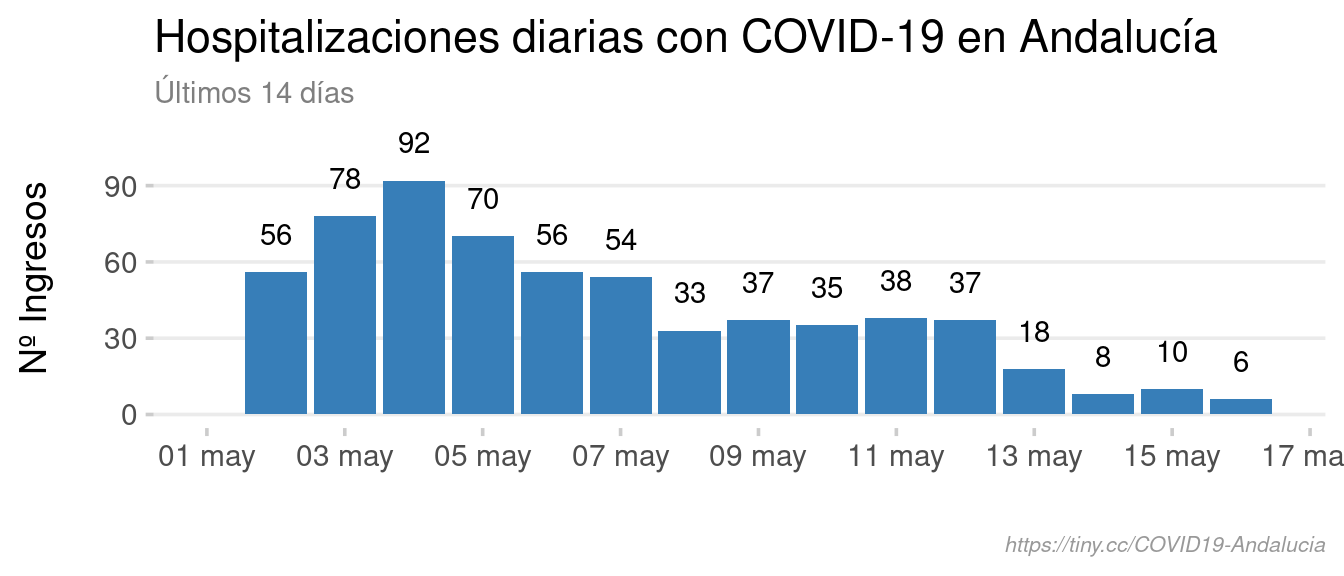 Hospitalizaciones diarias con COVID-19 en Andalucía
Últimos 14 días
Nº Ingresos
90
60
30
0
56
78
92
70
56
54
33
37
35
38
37
18
8
10
6
01 may
03 may
05 may
07 may
09 may
11 may
13 may
15 may
17 ma
https://tiny.cc/COVID19-Andalucia